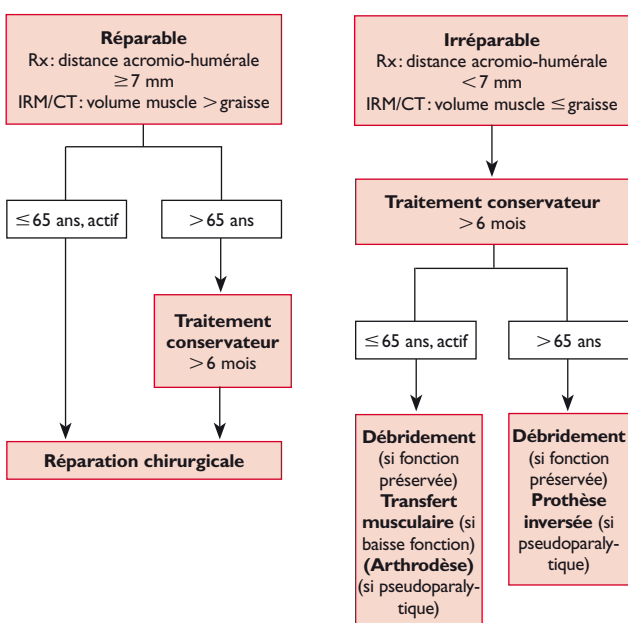 Réparable
Rx : distance acromio-humérale
≥7 mm
IRM/CT : volume muscle >graisse
≤65 ans, actif
>65 ans
Traitement
conservateur
>6 mois
Réparation chirurgicale
Irréparable
Rx : distance acromio-humérale
<7 mm
IRM/CT : volume muscle ≤graisse
Traitement conservateur
>6 mois
≤65 ans, actif
>65 ans
Débridement
(si fonction
préservée)
Transfert
musculaire (si
baisse fonction)
(Arthrodèse)
(si pseudoparaly-
tique)
Débridement
(si fonction
préservée)
Prothèse
inversée (si
pseudoparaly-
tique)